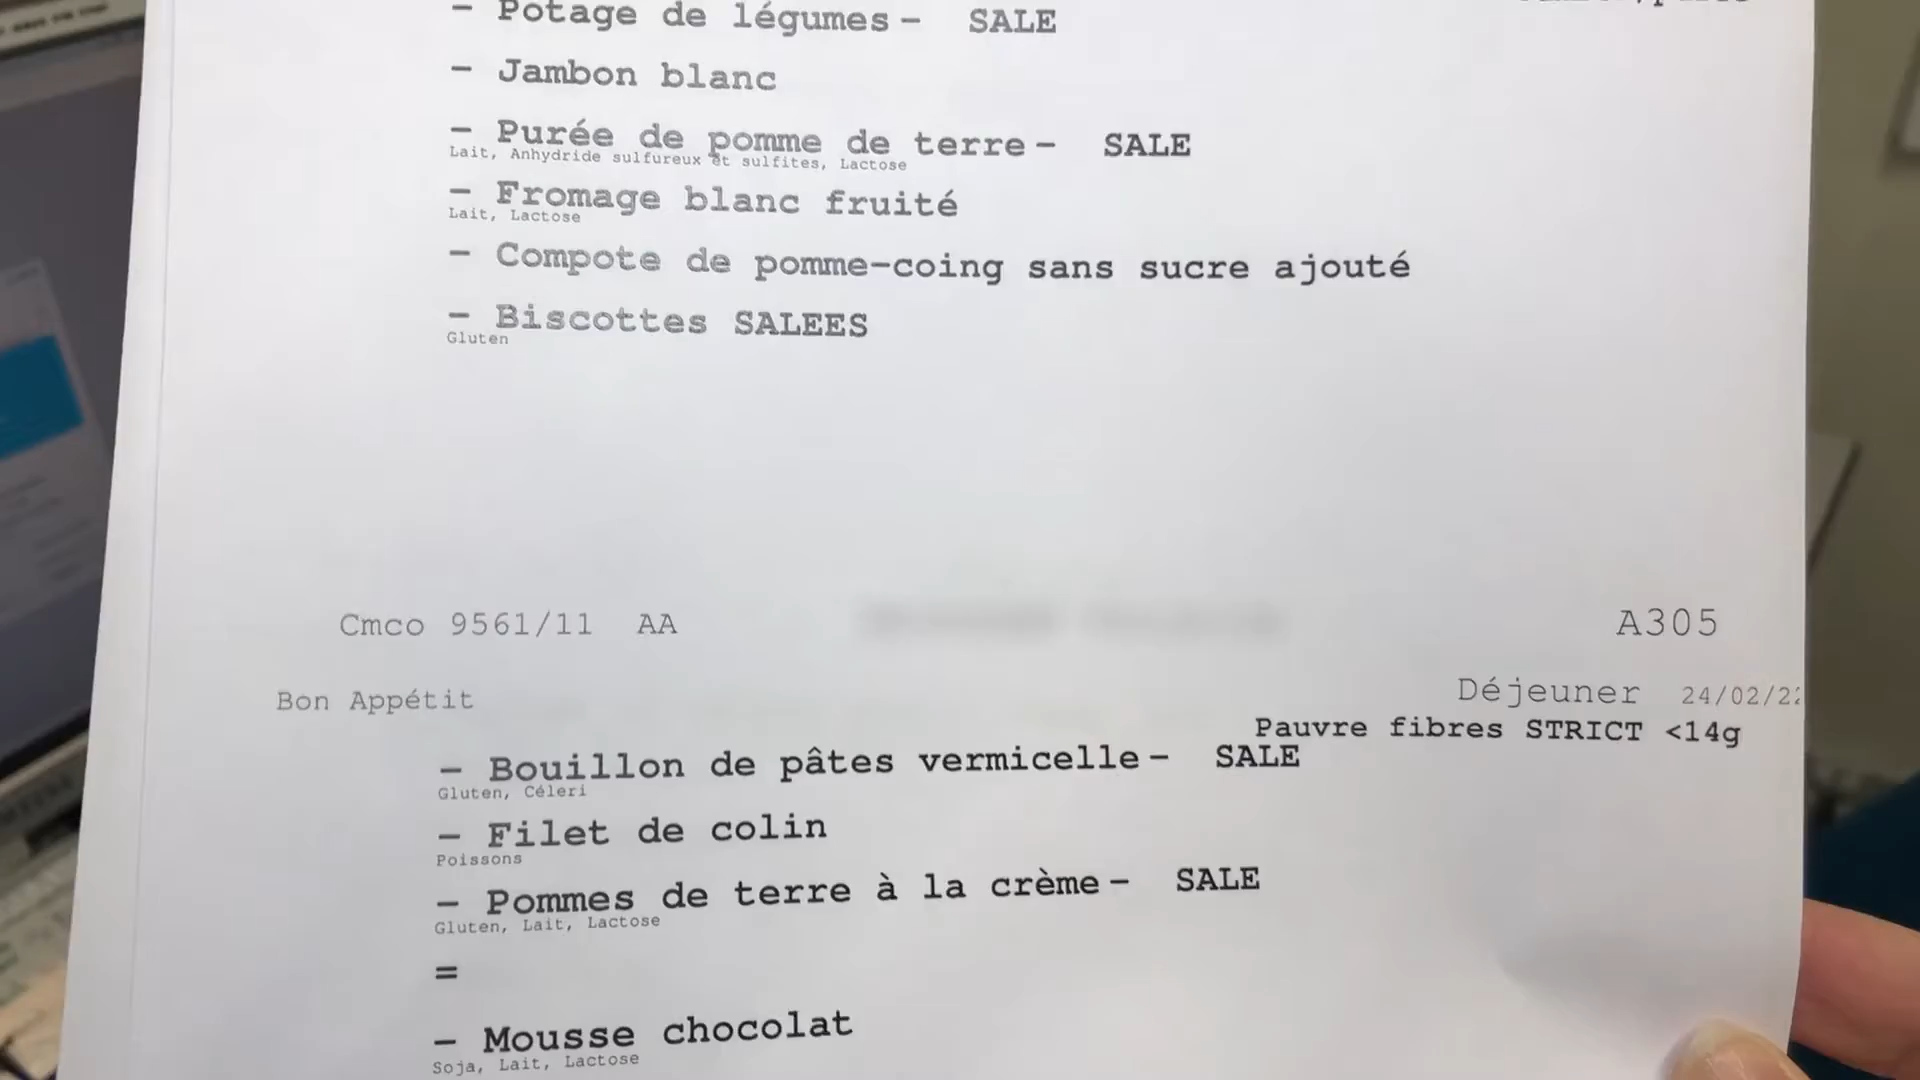 - Potage de légumes - SALE
- Jambon blanc
- Purée de pomme de terre - SALE
Lait, Anhydride sulfureux et sulfites, Lactose
- Fromage blanc fruité
Lait, Lactose
- Compote de pomme-coing sans sucre ajouté
- Biscottes SALEES
Gluten
Cmco 9561/11 AA A305
Bon Appétit Déjeuner 24/02/22
Pauvre fibres STRICT <14g
- Bouillon de pâtes vermicelle - SALE
Gluten, Céleri
- Filet de colin
Poissons
- Pommes de terre à la crème - SALE
Gluten, Lait, Lactose
=
- Mousse chocolat
Soja, Lait, Lactose